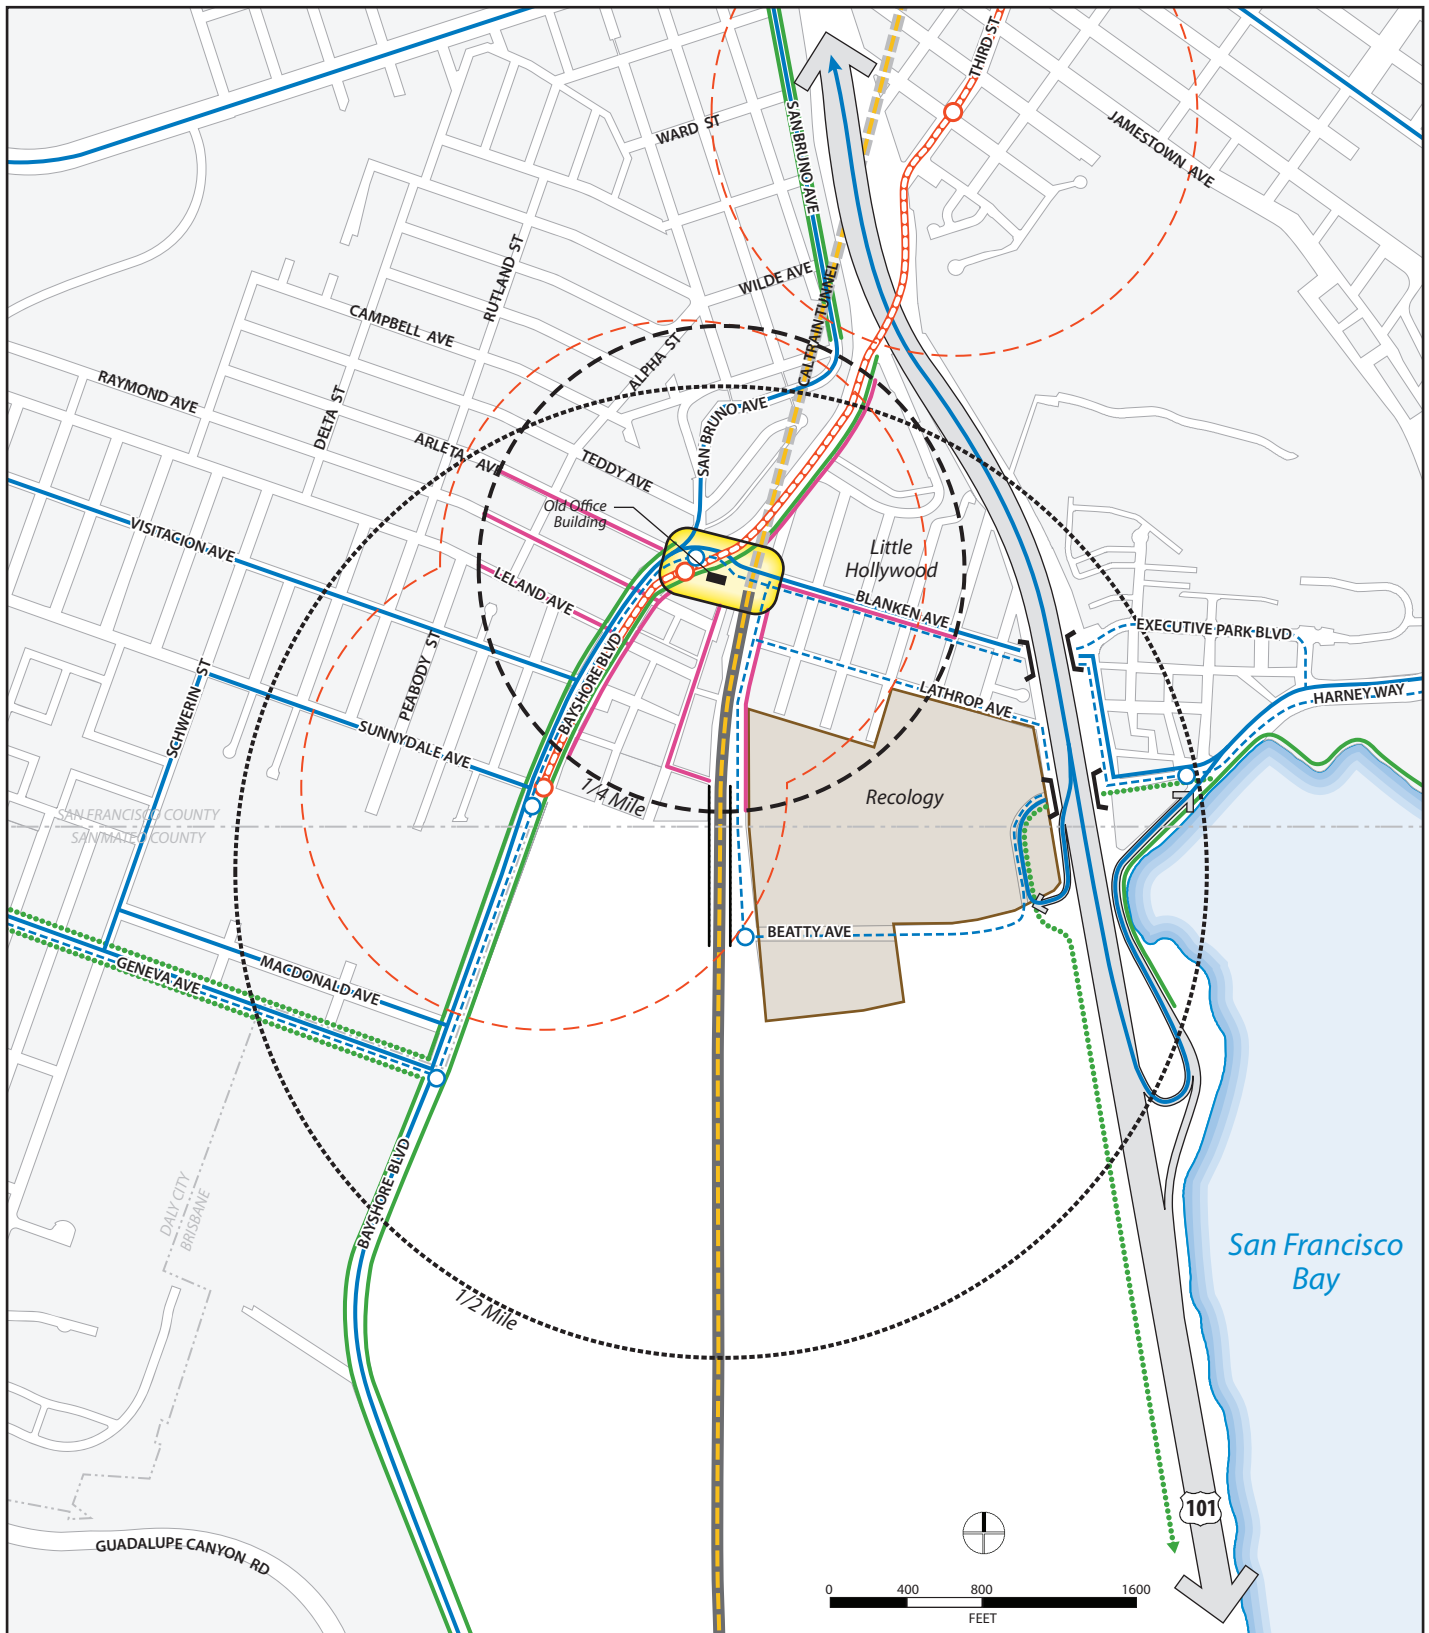 THIRD ST
WARD ST
SAN BRUNO AVE
JAMESTOWN AVE
RUTLAND ST
WILDE AVE
CALTRAIN TUNNEL
CAMPBELL AVE
ALPHA ST
RAYMOND AVE
DELTA ST
SAN BRUNO AVE
ARLETA AVE
TEDDY AVE
Old Office
Building
VISITACION AVE
Little
Hollywood
LELAND AVE
BLANKEN AVE
EXECUTIVE PARK BLVD
PEABODY ST
BAYSHORE BLVD
SCHWERIN ST
LATHROP AVE
HARNEY WAY
SUNNYDALE AVE
1/4 Mile
Recology
SAN FRANCISCO COUNTY
SAN MATEO COUNTY
BEATTY AVE
GENEVA AVE
MACDONALD AVE
BAYSHORE BLVD
DALY CITY
BRISBANE
San Francisco
Bay
1/2 Mile
101
GUADALUPE CANYON RD
0 400 800 1600
FEET